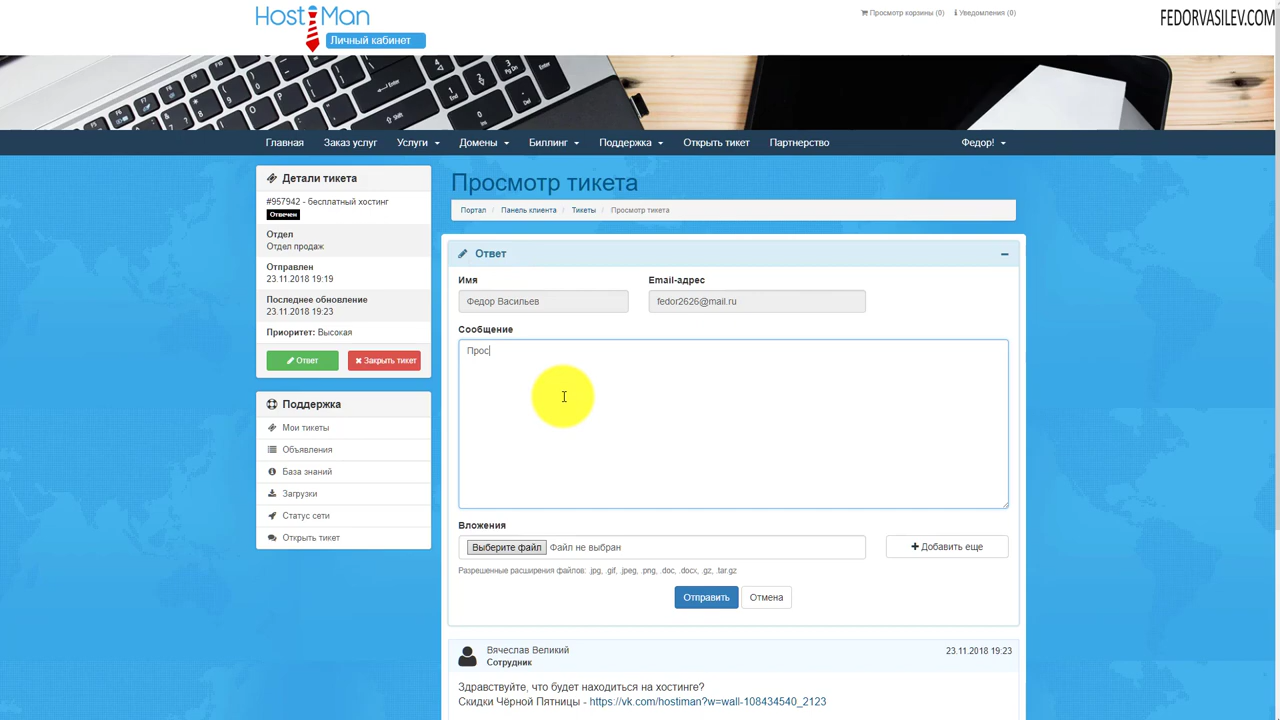 Host Man
Личный кабинет
Просмотр корзины (0)
Уведомления (0)
FEDORVASILEV.COM
Главная
Заказ услуг
Услуги
Домены
Биллинг
Поддержка
Открыть тикет
Партнерство
Федор!
Детали тикета
#957942 - бесплатный хостинг
Отвечен
Отдел
Отдел продаж
Отправлен
23.11.2018 19:19
Последнее обновление
23.11.2018 19:23
Приоритет: Высокая
Ответ
Закрыть тикет
Поддержка
Мои тикеты
Объявления
База знаний
Загрузки
Статус сети
Открыть тикет
Просмотр тикета
Портал / Панель клиента / Тикеты / Просмотр тикета
Ответ
Имя
Email-адрес
Федор Васильев
fedor2626@mail.ru
Сообщение
Прос
Вложения
Выберите файл Файл не выбран
Добавить еще
Разрешенные расширения файлов: .jpg, .gif, .jpeg, .png, .doc, .docx, .gz, .tar.gz
Отправить
Отмена
Вячеслав Великий
Сотрудник
23.11.2018 19:23
Здравствуйте, что будет находиться на хостинге?
Скидки Чёрной Пятницы - https://vk.com/hostiman?w=wall-108434540_2123